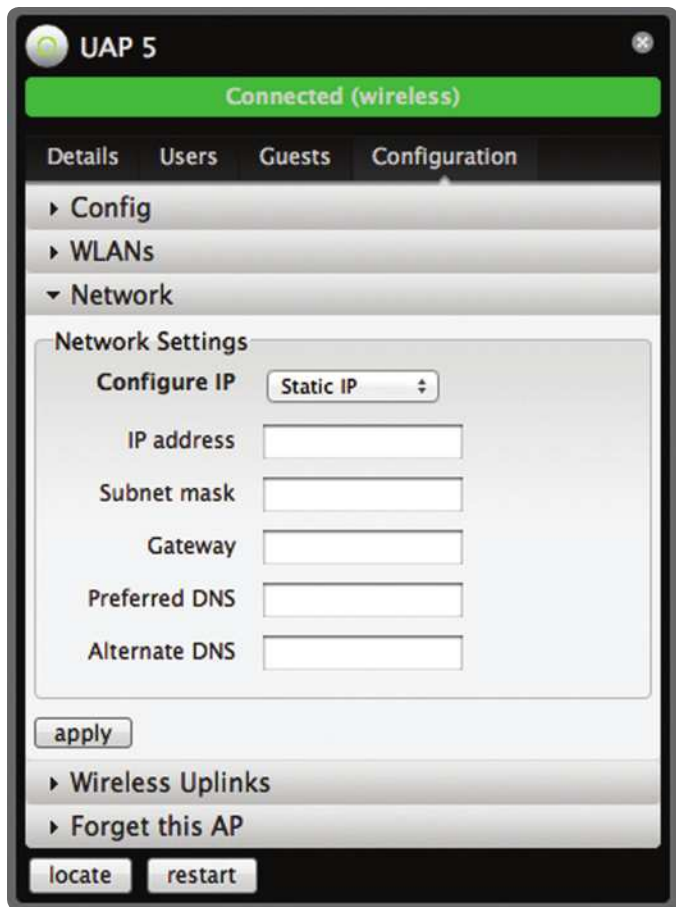 UAP 5
Connected (wireless)
Details Users Guests Configuration
Config
WLANs
Network
Network Settings
Configure IP Static IP
IP address
Subnet mask
Gateway
Preferred DNS
Alternate DNS
apply
Wireless Uplinks
Forget this AP
locate restart